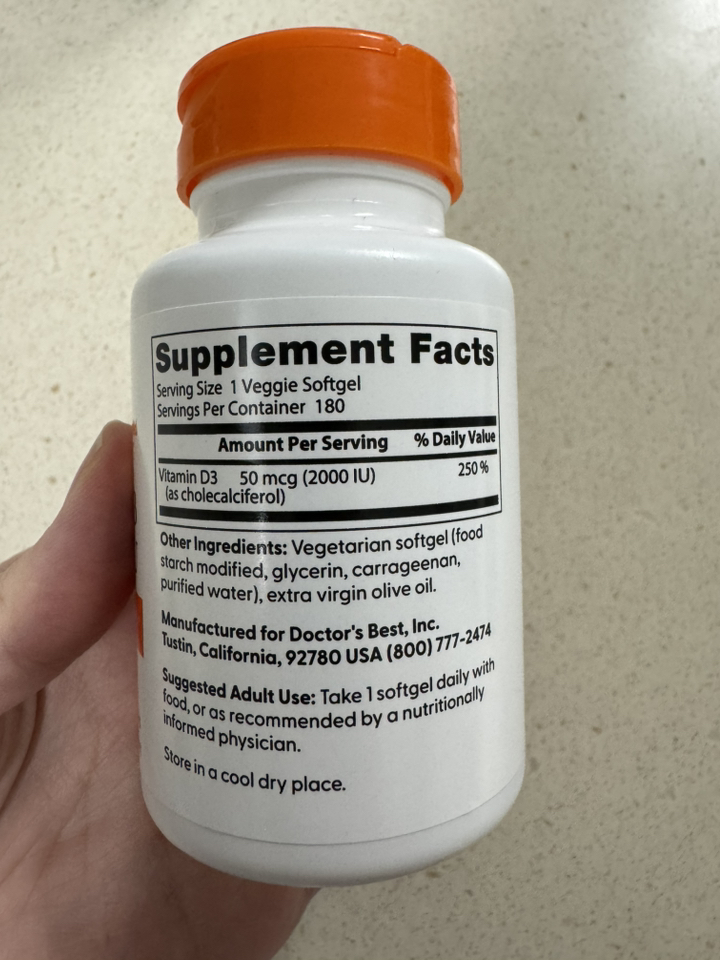 Supplement Facts
Serving Size 1 Veggie Softgel
Servings Per Container 180
Amount Per Serving % Daily Value
Vitamin D3 50 mcg (2000 IU) 250%
(as cholecalciferol)
Other Ingredients: Vegetarian softgel (food
starch modified, glycerin, carrageenan,
purified water), extra virgin olive oil.
Manufactured for Doctor's Best, Inc.
Tustin, California, 92780 USA (800) 777-2474
Suggested Adult Use: Take 1 softgel daily with
food, or as recommended by a nutritionally
informed physician.
Store in a cool dry place.